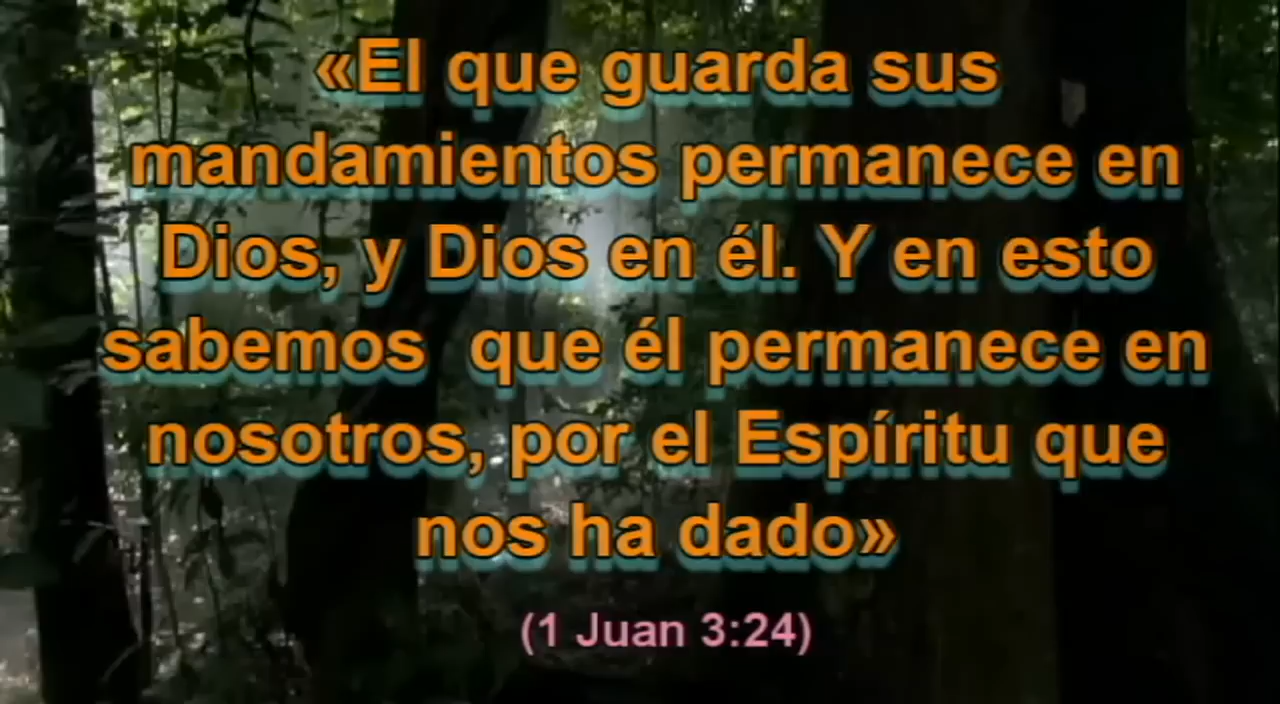 «El que guarda sus
mandamientos permanece en
Dios, y Dios en él. Y en esto
sabemos  que él permanece en
nosotros, por el Espíritu que
nos ha dado»
(1 Juan 3:24)